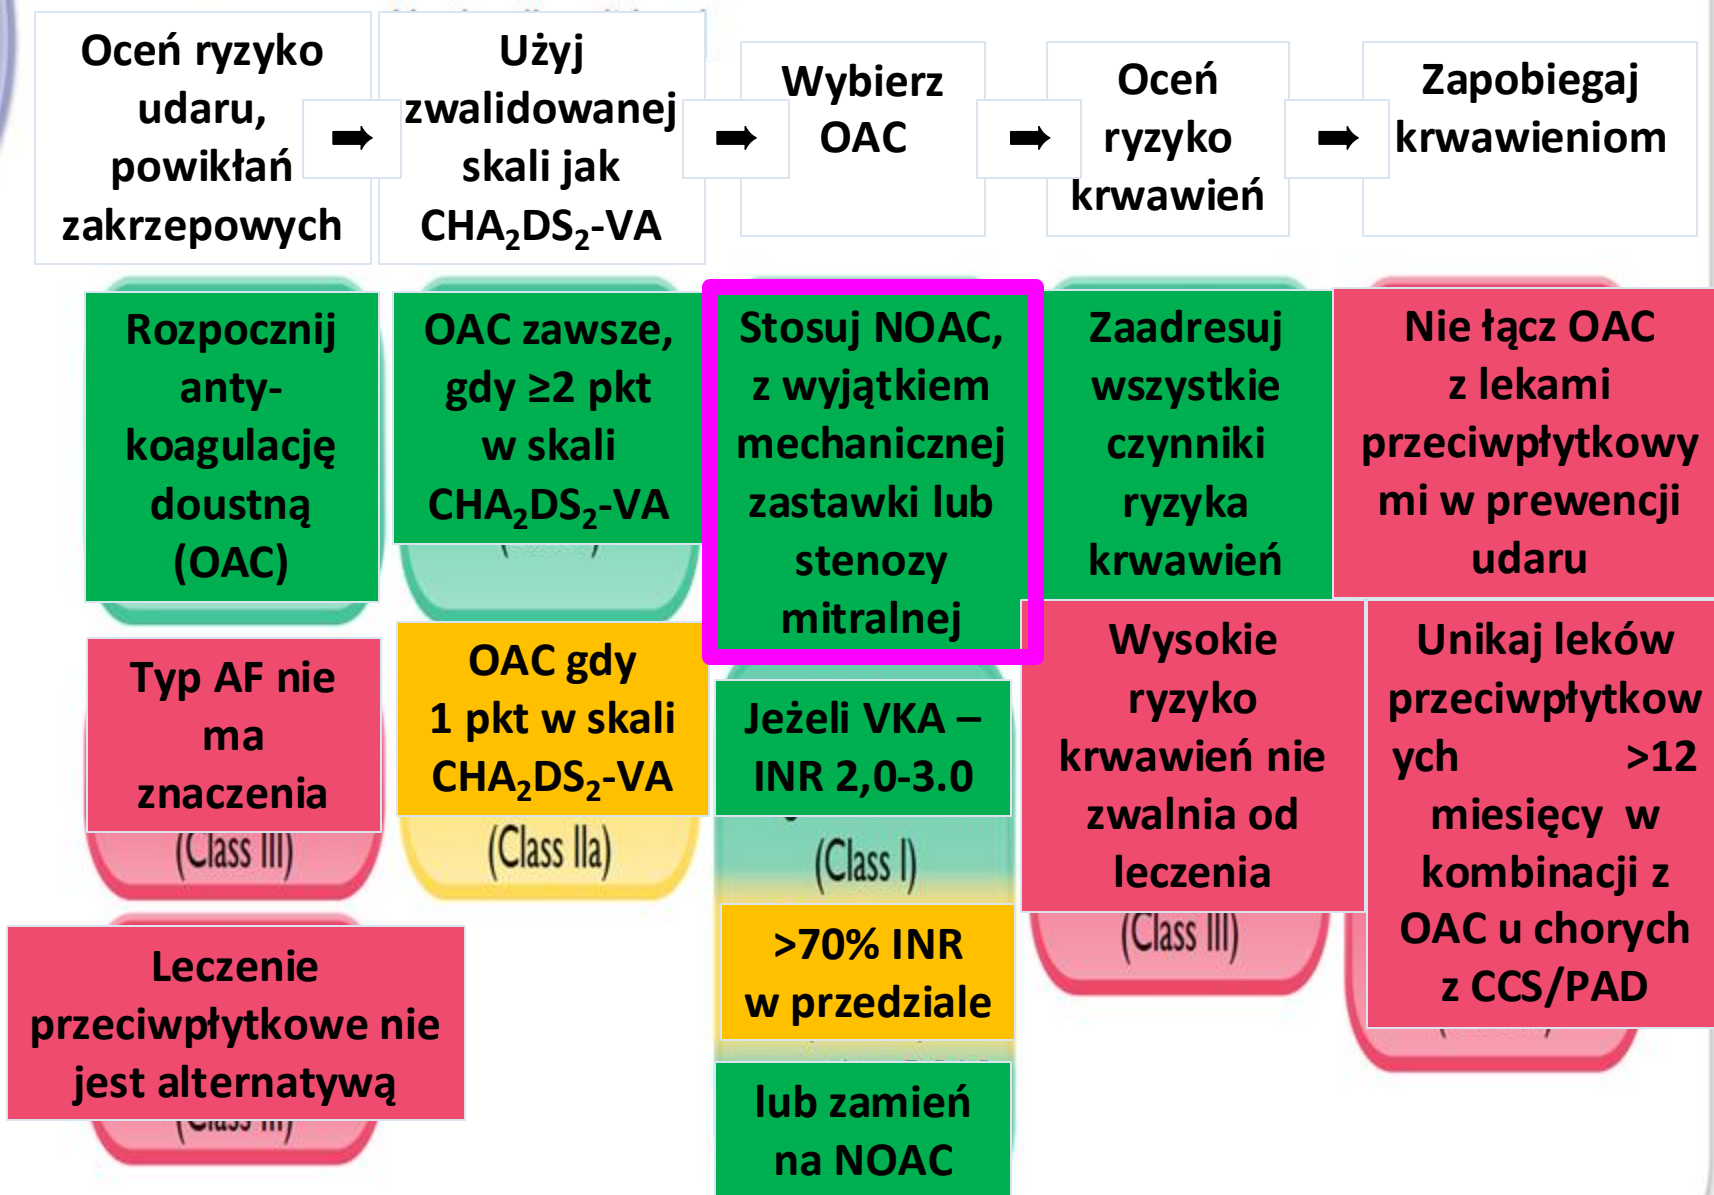 Oceń ryzyko
udaru,
powikłań
zakrzepowych
➡
Użyj
zwalidowanej
skali jak
CHA₂DS₂-VA
➡
Wybierz
OAC
➡
Oceń
ryzyko
krwawień
➡
Zapobiegaj
krwawieniom
Rozpocznij
anty-
koagulację
doustną
(OAC)
Typ AF nie
ma
znaczenia
(Class III)
Leczenie
przeciwpłytkowe nie
jest alternatywą
(Class III)
OAC zawsze,
gdy ≥2 pkt
w skali
CHA₂DS₂-VA
OAC gdy
1 pkt w skali
CHA₂DS₂-VA
(Class IIa)
Stosuj NOAC,
z wyjątkiem
mechanicznej
zastawki lub
stenozy
mitralnej
Jeżeli VKA –
INR 2,0-3.0
(Class I)
>70% INR
w przedziale
lub zamień
na NOAC
Zaadresuj
wszystkie
czynniki
ryzyka
krwawień
Wysokie
ryzyko
krwawień nie
zwalnia od
leczenia
(Class III)
Nie łącz OAC
z lekami
przeciwpłytkowy
mi w prewencji
udaru
Unikaj leków
przeciwpłytkow
ych >12
miesięcy w
kombinacji z
OAC u chorych
z CCS/PAD